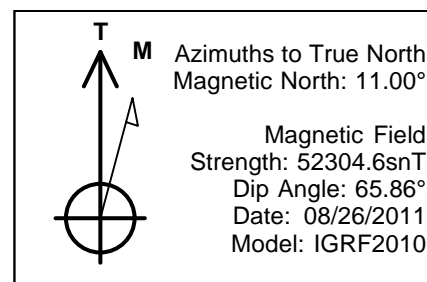 T
M
Azimuths to True North
Magnetic North: 11.00°
Magnetic Field
Strength: 52304.6snT
Dip Angle: 65.86°
Date: 08/26/2011
Model: IGRF2010